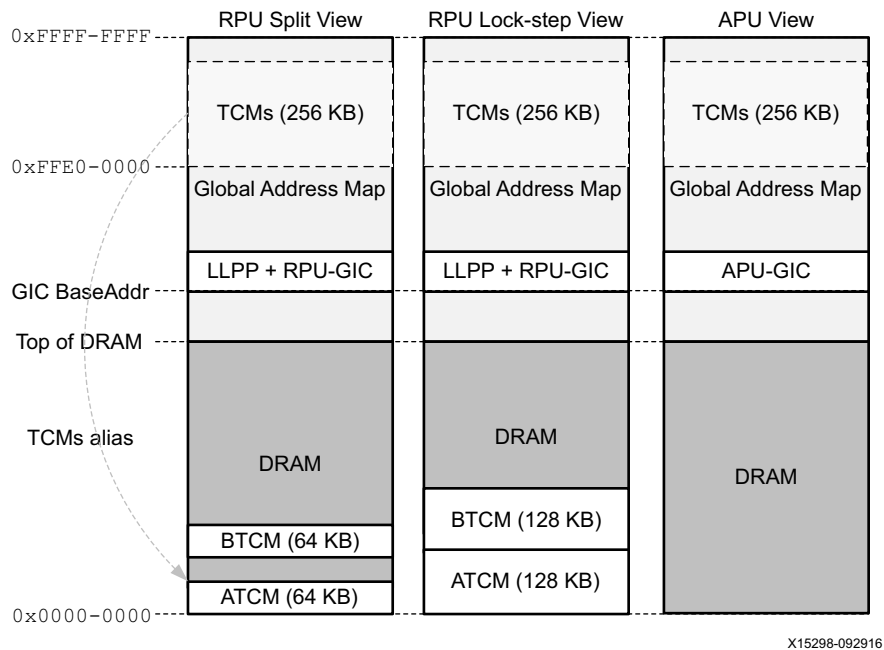 RPU Split View RPU Lock-step View APU View
0xFFFF-FFFF
TCMs (256 KB) TCMs (256 KB) TCMs (256 KB)
0xFFE0-0000
Global Address Map Global Address Map Global Address Map
LLPP + RPU-GIC LLPP + RPU-GIC APU-GIC
GIC BaseAddr
Top of DRAM
TCMs alias
DRAM DRAM DRAM
BTCM (64 KB) BTCM (128 KB)
ATCM (64 KB) ATCM (128 KB)
0x0000-0000
X15298-092916